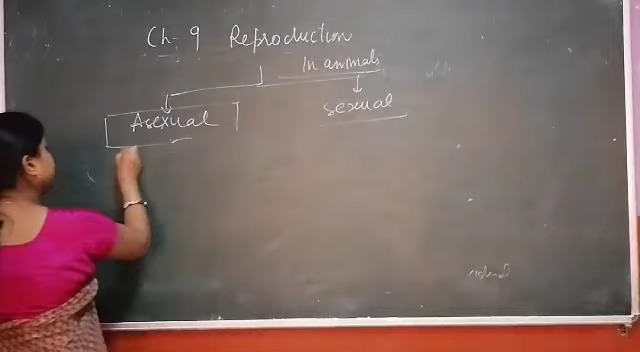 Ch- 9 Reproduction
In animals
Asexual
sexual